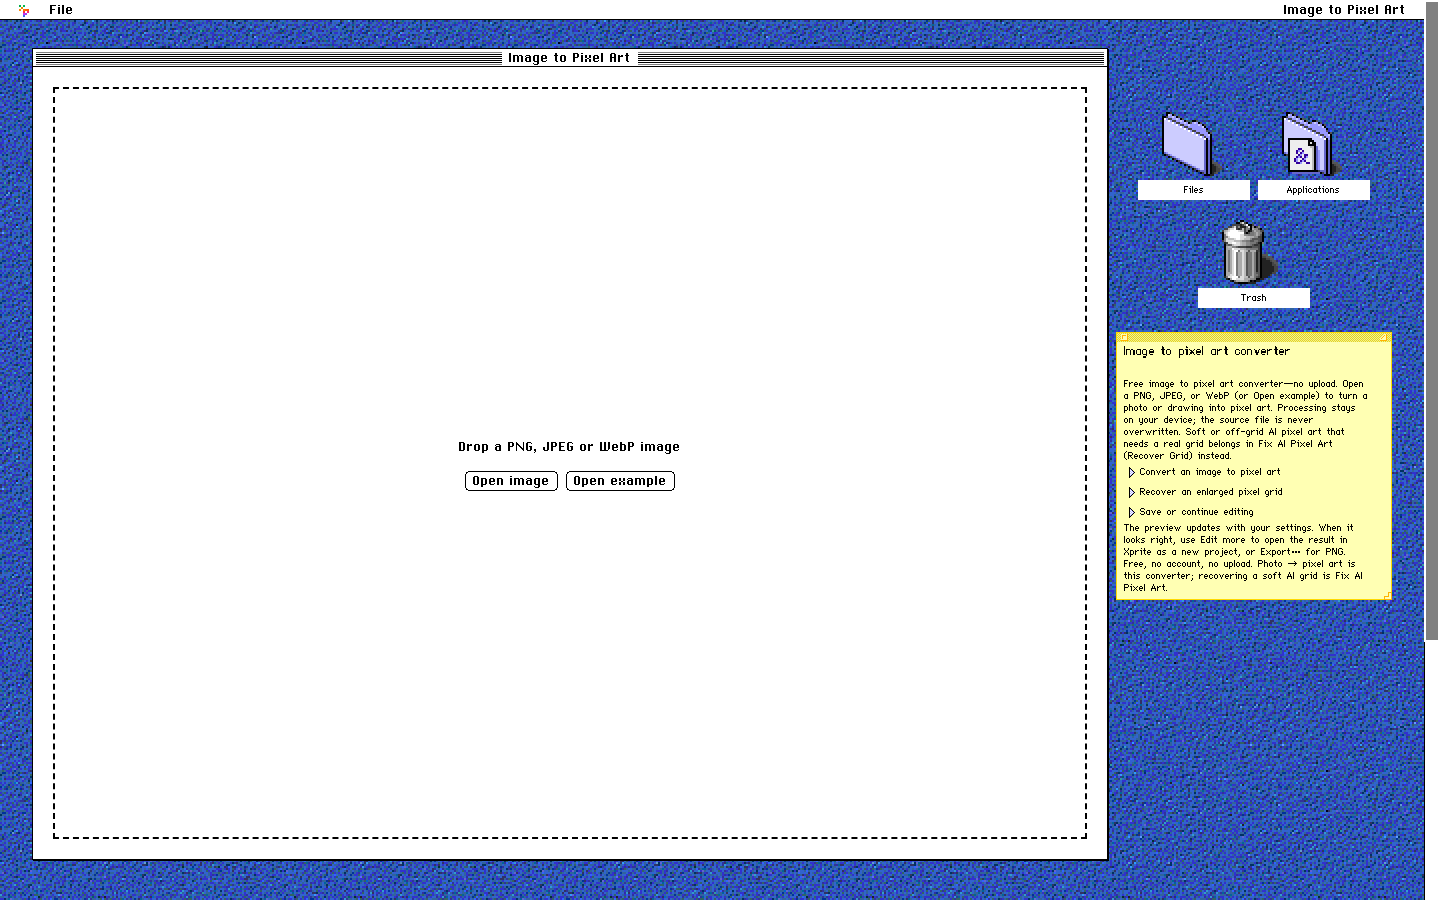 File
Image to Pixel Art
Image to Pixel Art
Drop a PNG, JPEG or WebP image
Open image
Open example
Files
Applications
Trash
Image to pixel art converter
Free image to pixel art converter—no upload. Open
a PNG, JPEG, or WebP (or Open example) to turn a
photo or drawing into pixel art. Processing stays
on your device; the source file is never
overwritten. Soft or off-grid AI pixel art that
needs a real grid belongs in Fix AI Pixel Art
(Recover Grid) instead.
Convert an image to pixel art
Recover an enlarged pixel grid
Save or continue editing
The preview updates with your settings. When it
looks right, use Edit more to open the result in
Xprite as a new project, or Export… for PNG.
Free, no account, no upload. Photo → pixel art is
this converter; recovering a soft AI grid is Fix AI
Pixel Art.